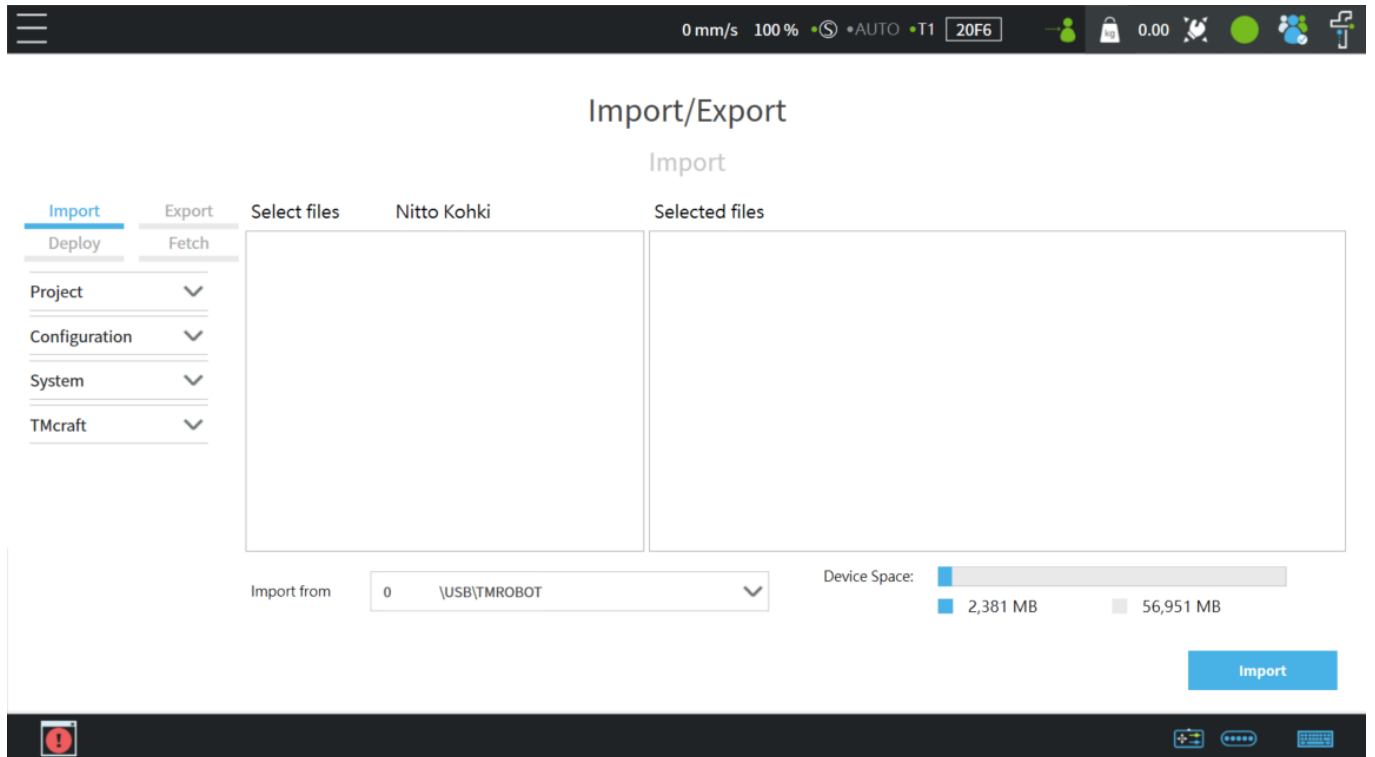 0 mm/s 100 % •Ⓢ •AUTO •T1 20F6 kg 0.00
Import/Export
Import
Import Export Select files Nitto Kohki Selected files
Deploy Fetch
Project
Configuration
System
TMcraft
Import from 0 \USB\TMROBOT Device Space:
2,381 MB 56,951 MB
Import